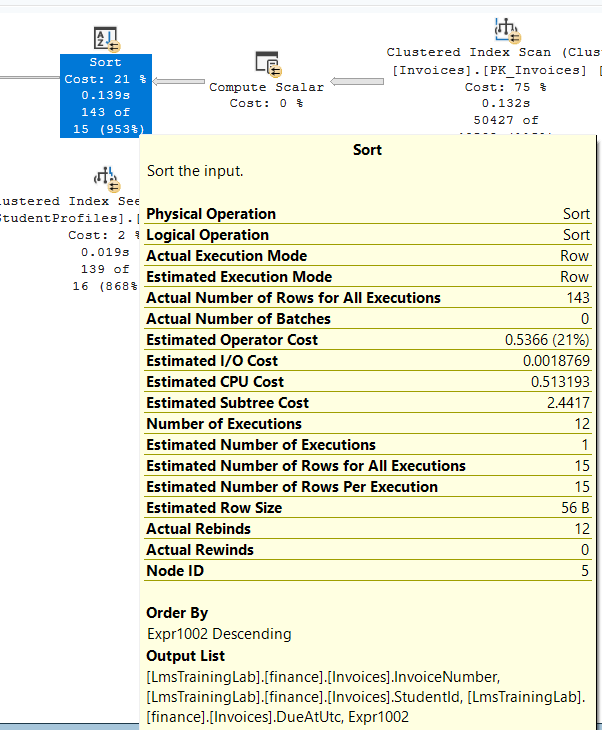 Sort
Cost: 21 %
0.139s
143 of
15 (953%)
Compute Scalar
Cost: 0 %
Clustered Index Scan (Clus
[Invoices].[PK_Invoices] [
Cost: 75 %
0.132s
50427 of
ustered Index See
StudentProfiles].[
Cost: 2 %
0.019s
139 of
16 (868%
Sort
Sort the input.
Physical Operation Sort
Logical Operation Sort
Actual Execution Mode Row
Estimated Execution Mode Row
Actual Number of Rows for All Executions 143
Actual Number of Batches 0
Estimated Operator Cost 0.5366 (21%)
Estimated I/O Cost 0.0018769
Estimated CPU Cost 0.513193
Estimated Subtree Cost 2.4417
Number of Executions 12
Estimated Number of Executions 1
Estimated Number of Rows for All Executions 15
Estimated Number of Rows Per Execution 15
Estimated Row Size 56 B
Actual Rebinds 12
Actual Rewinds 0
Node ID 5
Order By
Expr1002 Descending
Output List
[LmsTrainingLab].[finance].[Invoices].InvoiceNumber,
[LmsTrainingLab].[finance].[Invoices].StudentId, [LmsTrainingLab].
[finance].[Invoices].DueAtUtc, Expr1002